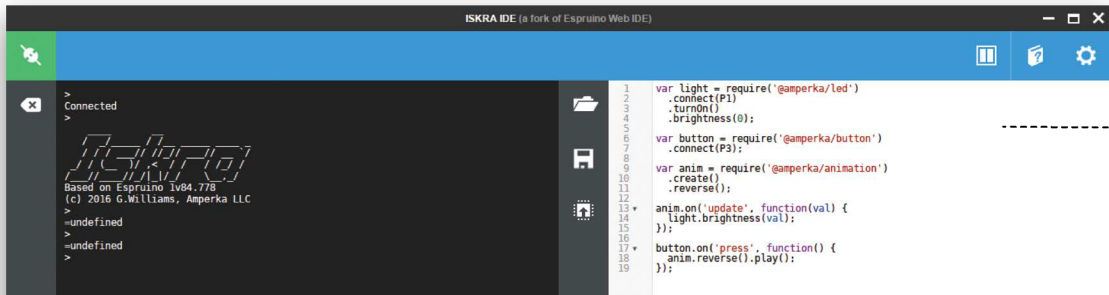 ISKRA IDE (a fork of Espruino Web IDE)
>
Connected
>
Based on Espruino 1v84.778
(c) 2016 G.Williams, Amperka LLC
>
=undefined
>
=undefined
>
1 var light = require('@amperka/led')
2 .connect(P1)
3 .turnOn()
4 .brightness(0);
5
6 var button = require('@amperka/button')
7 .connect(P3);
8
9 var anim = require('@amperka/animation')
10 .create()
11 .reverse();
12
13 anim.on('update', function(val) {
14 light.brightness(val);
15 });
16
17 button.on('press', function() {
18 anim.reverse().play();
19 });